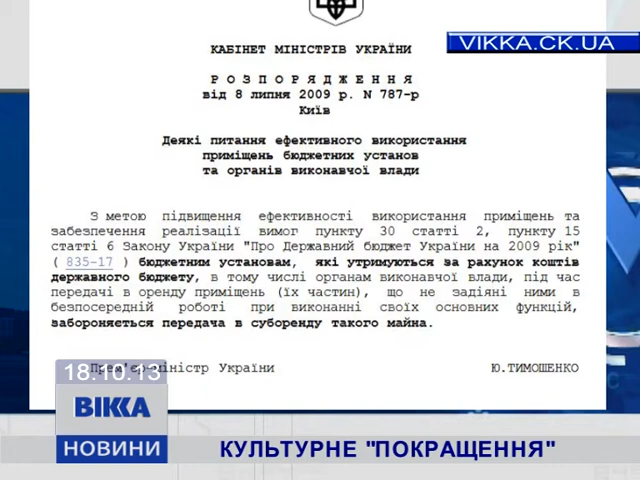 VIKKA.CK.UA
КАБІНЕТ МІНІСТРІВ УКРАЇНИ
Р О З П О Р Я Д Ж Е Н Н Я
від 8 липня 2009 р. N 787-р
Київ
Деякі питання ефективного використання
приміщень бюджетних установ
та органів виконавчої влади
З метою підвищення ефективності використання приміщень та
забезпечення реалізації вимог пункту 30 статті 2, пункту 15
статті 6 Закону України "Про Державний бюджет України на 2009 рік"
( 835-17 ) бюджетним установам, які утримуються за рахунок коштів
державного бюджету, в тому числі органам виконавчої влади, під час
передачі в оренду приміщень (їх частин), що не задіяні ними в
безпосередній роботі при виконанні своїх основних функцій,
забороняється передача в суборенду такого майна.
Прем'єр-міністр України Ю.ТИМОШЕНКО
18.10.13
ВІККА
НОВИНИ
КУЛЬТУРНЕ "ПОКРАЩЕННЯ"